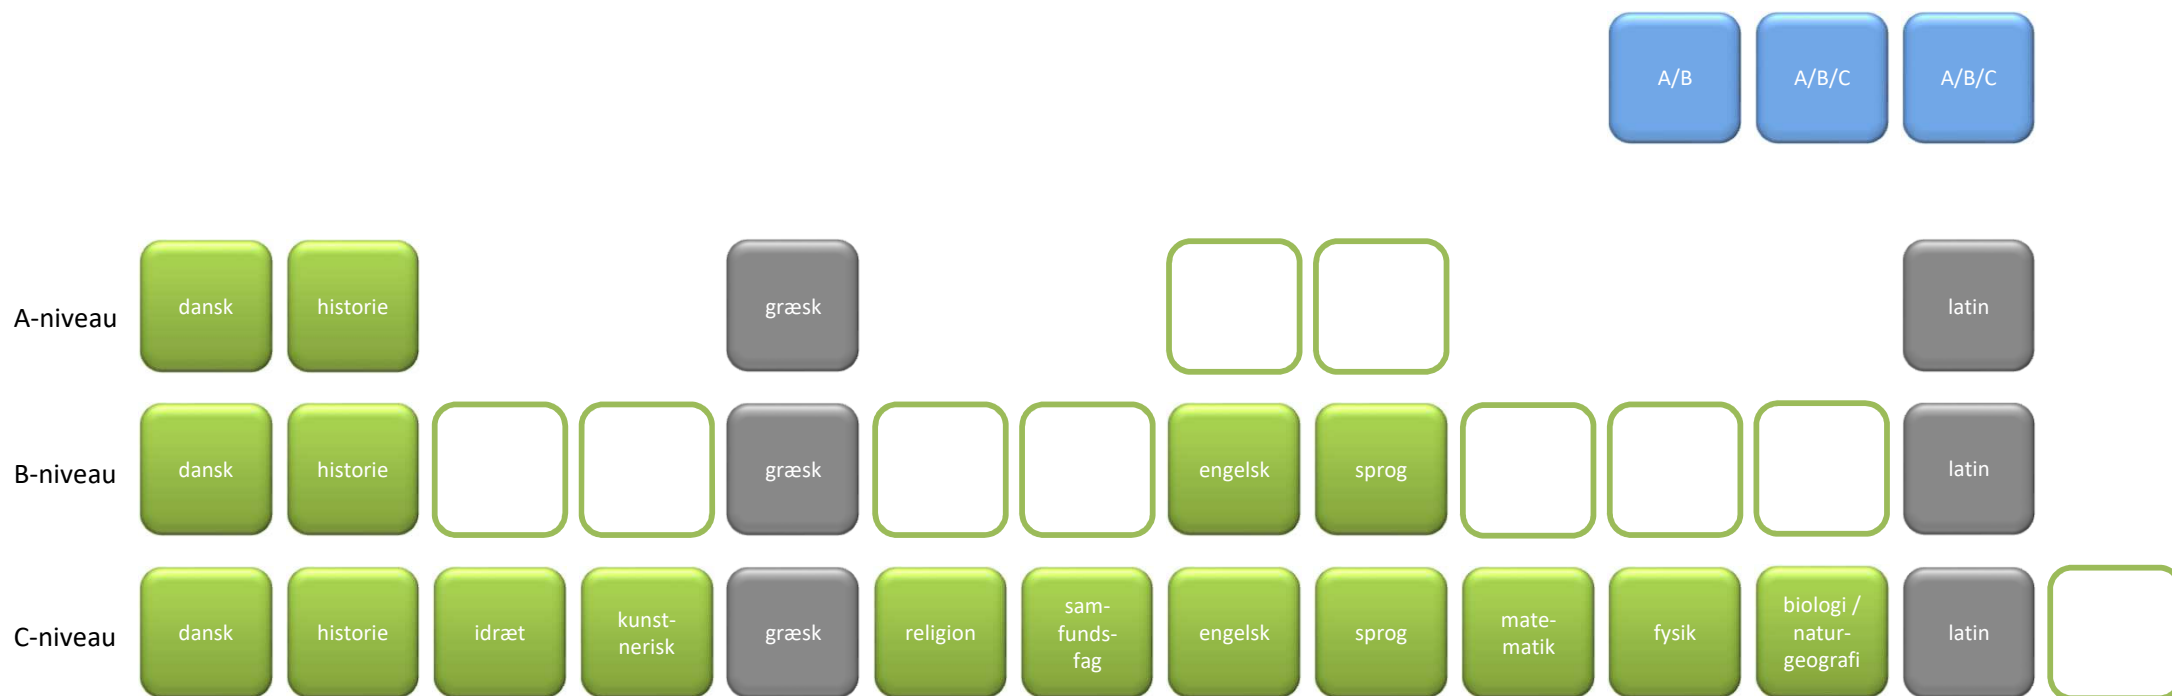 A/B
A/B/C
A/B/C
A-niveau
dansk
historie
græsk
latin
B-niveau
dansk
historie
græsk
engelsk
sprog
latin
C-niveau
dansk
historie
idræt
kunst-
nerisk
græsk
religion
sam-
funds-
fag
engelsk
sprog
mate-
matik
fysik
biologi /
natur-
geografi
latin